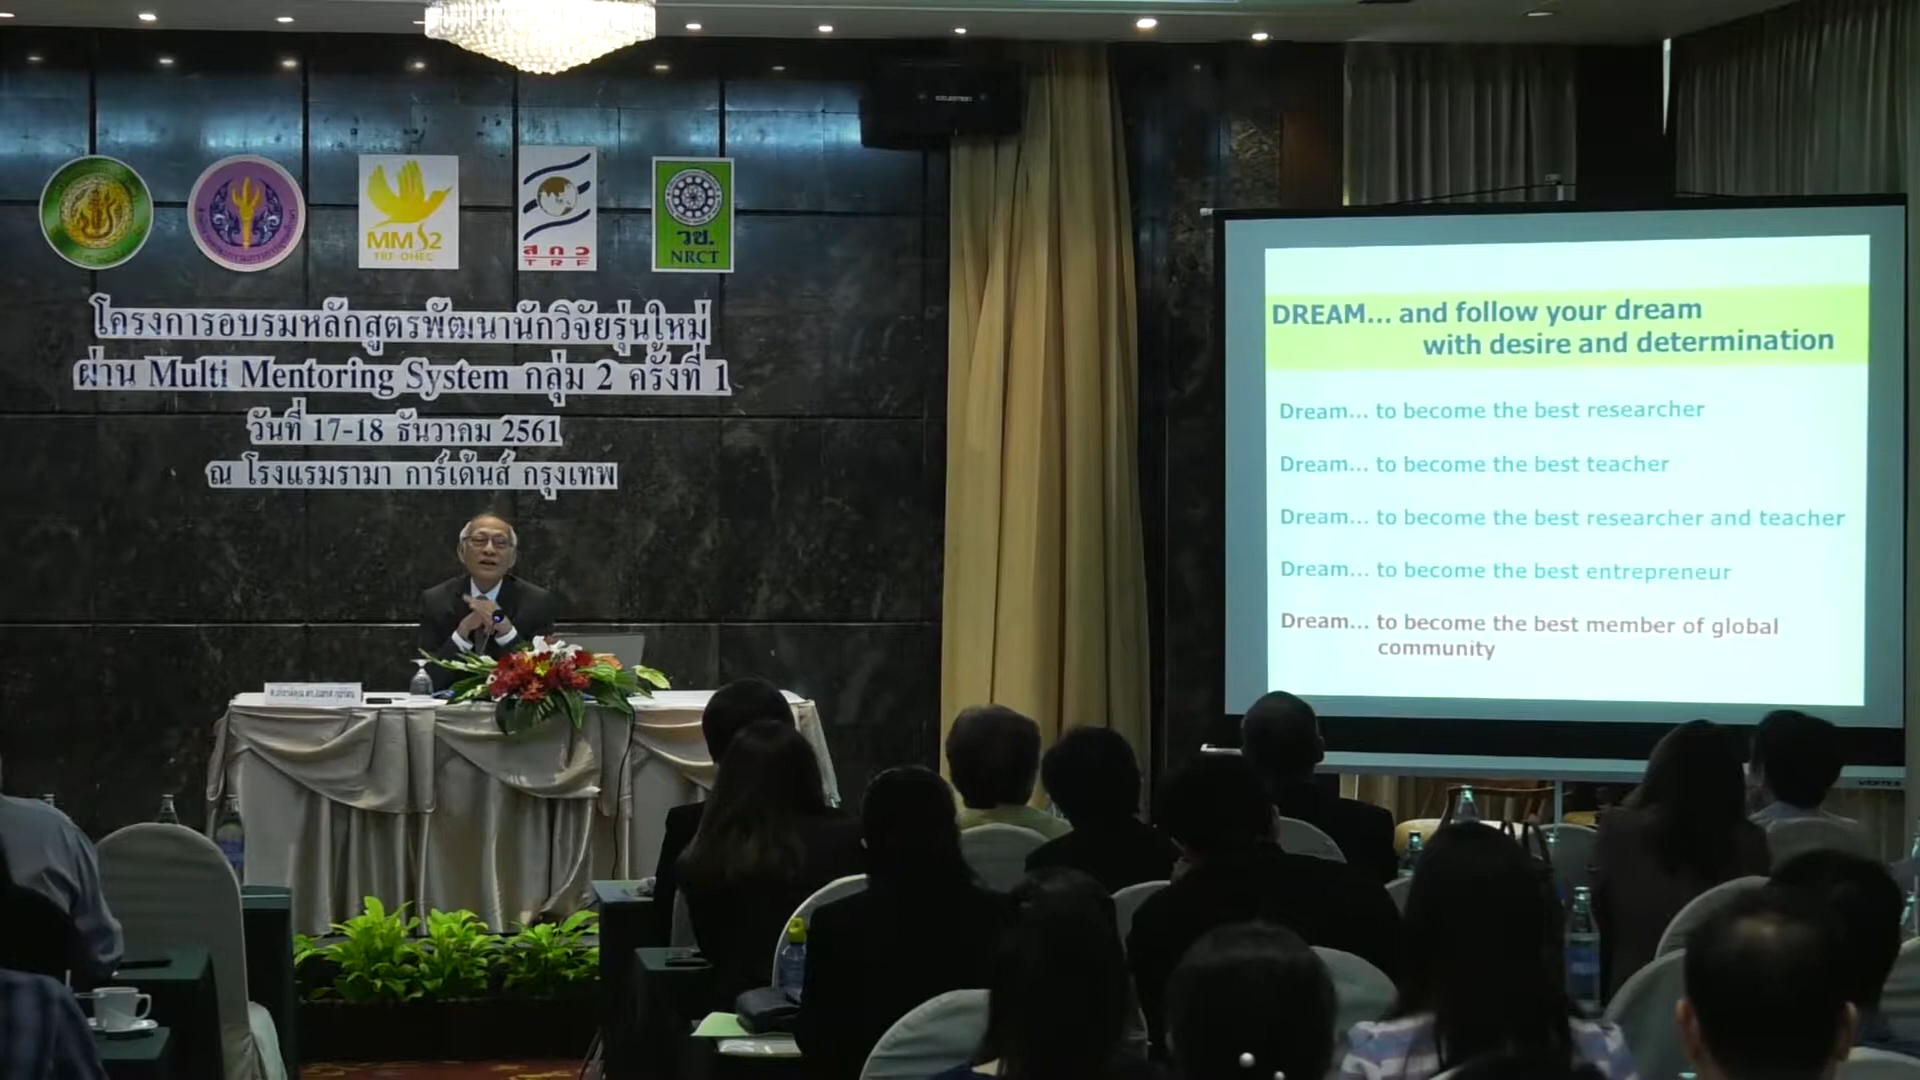 MMS2
TRF-OHEC
สกว
TRF
วช.
NRCT
โครงการอบรมหลักสูตรพัฒนานักวิจัยรุ่นใหม่
ผ่าน Multi Mentoring System กลุ่ม 2 ครั้งที่ 1
วันที่ 17-18 ธันวาคม 2561
ณ โรงแรมรามา การ์เด้นส์ กรุงเทพ
DREAM... and follow your dream
with desire and determination
Dream... to become the best researcher
Dream... to become the best teacher
Dream... to become the best researcher and teacher
Dream... to become the best entrepreneur
Dream... to become the best member of global
community